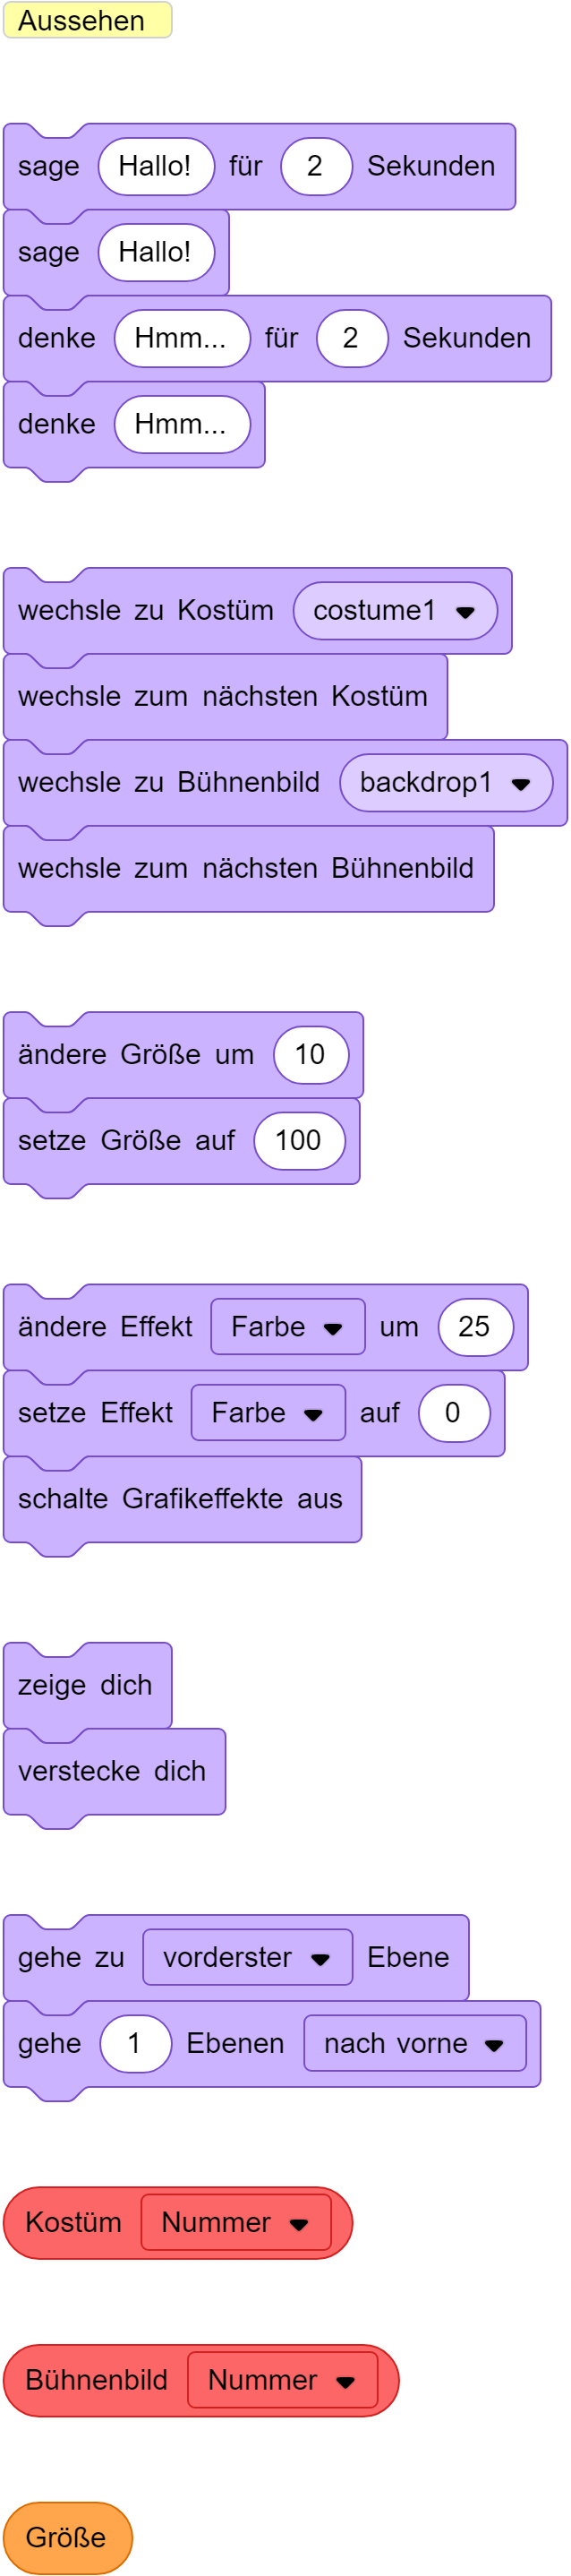 Aussehen
sage Hallo! für 2 Sekunden
sage Hallo!
denke Hmm... für 2 Sekunden
denke Hmm...
wechsle zu Kostüm costume1
wechsle zum nächsten Kostüm
wechsle zu Bühnenbild backdrop1
wechsle zum nächsten Bühnenbild
ändere Größe um 10
setze Größe auf 100
ändere Effekt Farbe um 25
setze Effekt Farbe auf 0
schalte Grafikeffekte aus
zeige dich
verstecke dich
gehe zu vorderster Ebene
gehe 1 Ebenen nach vorne
Kostüm Nummer
Bühnenbild Nummer
Größe